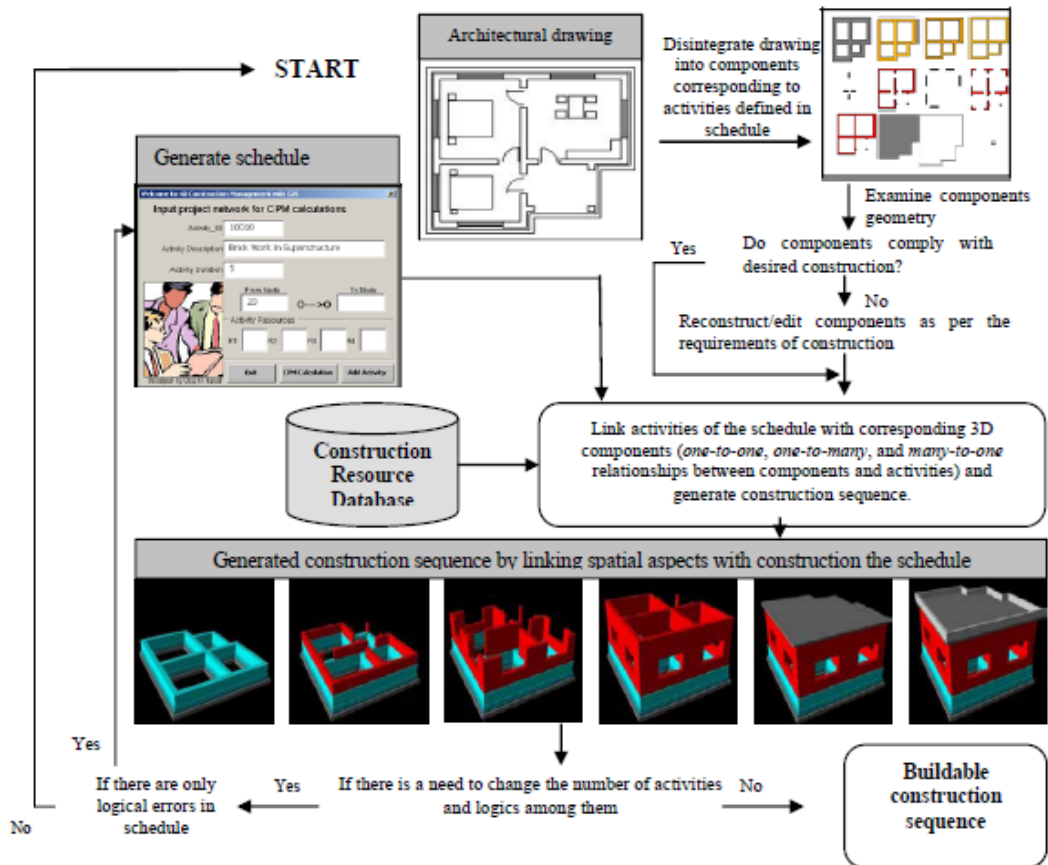 START
Architectural drawing
Disintegrate drawing
into components
corresponding to
activities defined in
schedule
Generate schedule
Input project network for CPM calculations
Activity_ID 10010
Activity Description Brick Work in Superstructure
Activity Duration 5
From Node
20
O--->O
Activity Resources
Exit
CPM Calculation
Add Activity
Examine components
geometry
Yes
Do components comply with
desired construction?
No
Reconstruct/edit components as per the
requirements of construction
Construction
Resource
Database
Link activities of the schedule with corresponding 3D
components (one-to-one, one-to-many, and many-to-one
relationships between components and activities) and
generate construction sequence.
Generated construction sequence by linking spatial aspects with construction the schedule
Yes
If there are only
logical errors in
schedule
No
Yes
If there is a need to change the number of activities
and logics among them
No
Buildable
construction
sequence